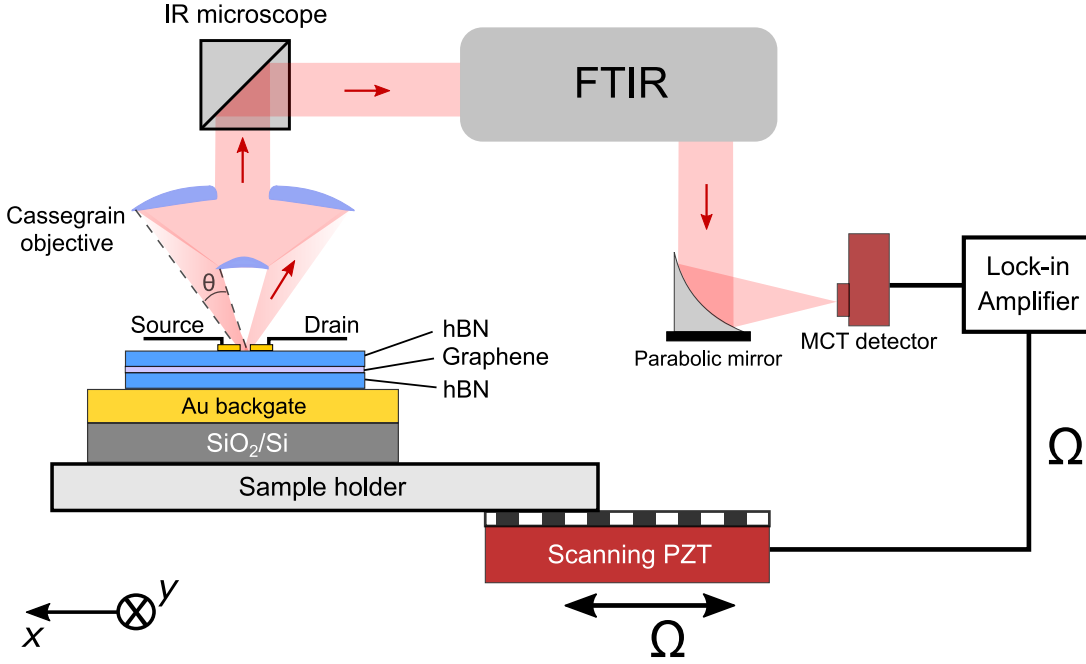 IR microscope
FTIR
Cassegrain
objective
θ
Source
Drain
hBN
Graphene
hBN
Au backgate
SiO₂/Si
Sample holder
Scanning PZT
Ω
Parabolic mirror
MCT detector
Lock-in
Amplifier
Ω
x
y